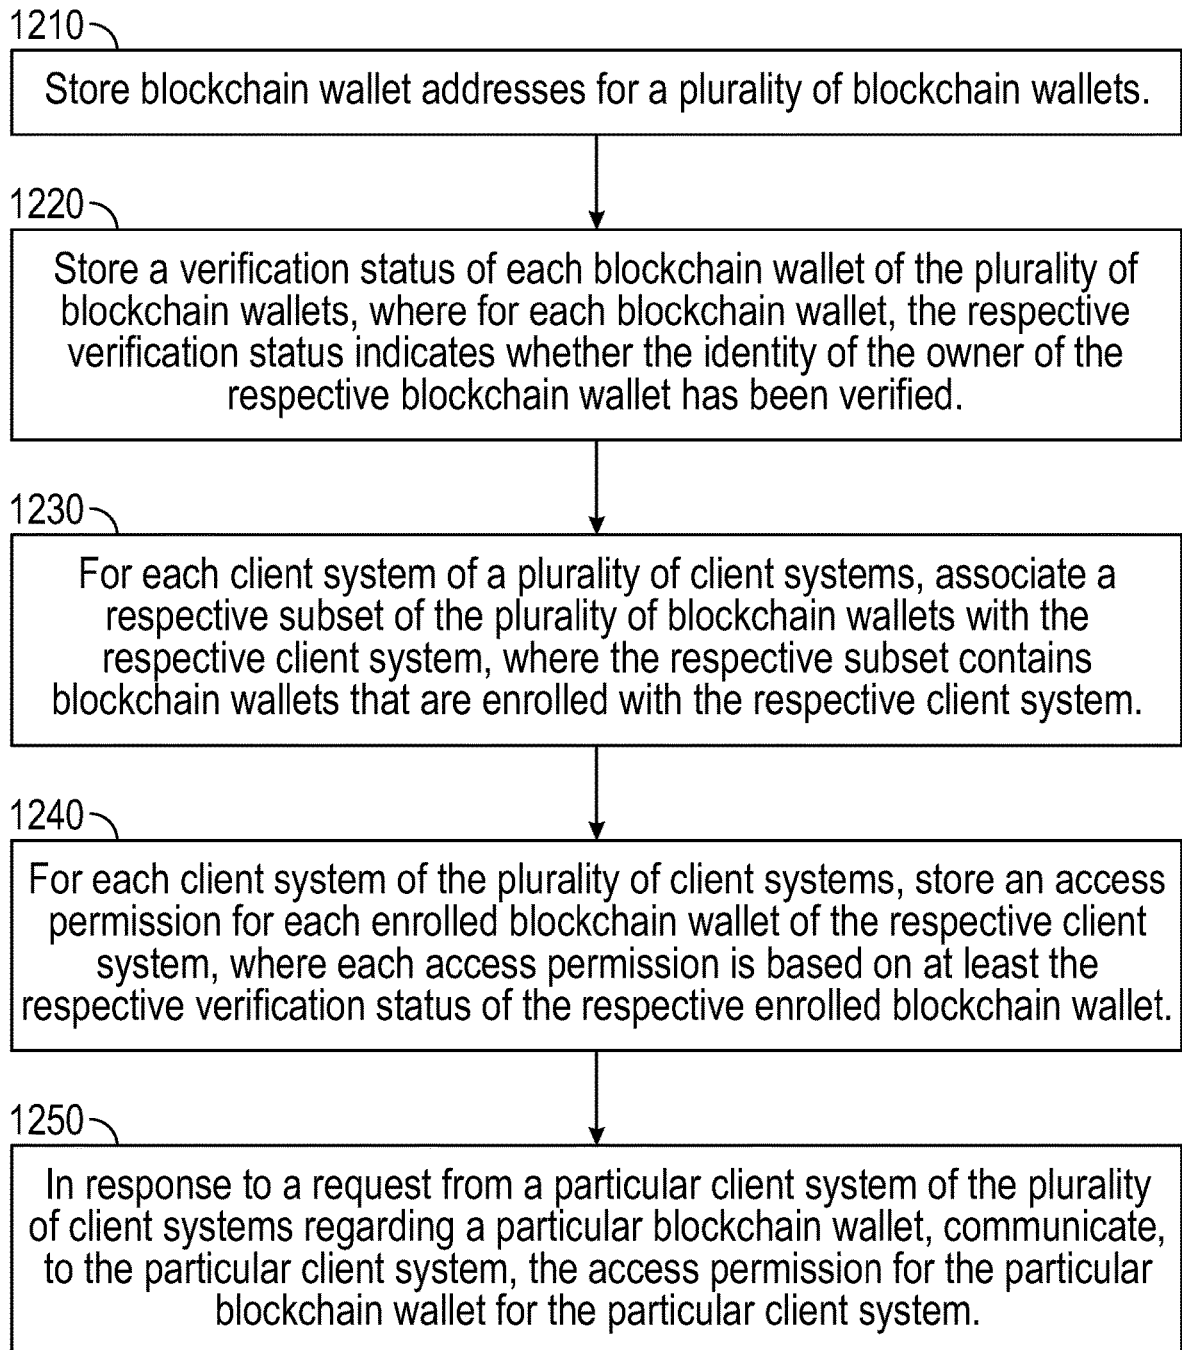 1210
Store blockchain wallet addresses for a plurality of blockchain wallets.
1220
Store a verification status of each blockchain wallet of the plurality of
blockchain wallets, where for each blockchain wallet, the respective
verification status indicates whether the identity of the owner of the
respective blockchain wallet has been verified.
1230
For each client system of a plurality of client systems, associate a
respective subset of the plurality of blockchain wallets with the
respective client system, where the respective subset contains
blockchain wallets that are enrolled with the respective client system.
1240
For each client system of the plurality of client systems, store an access
permission for each enrolled blockchain wallet of the respective client
system, where each access permission is based on at least the
respective verification status of the respective enrolled blockchain wallet.
1250
In response to a request from a particular client system of the plurality
of client systems regarding a particular blockchain wallet, communicate,
to the particular client system, the access permission for the particular
blockchain wallet for the particular client system.